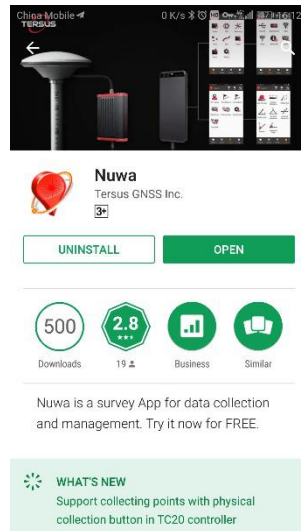 China Mobile
0 K/s
16:12
TERSUS
Nuwa
Tersus GNSS Inc.
3+
UNINSTALL
OPEN
500
2.8
Downloads
19
Business
Similar
Nuwa is a survey App for data collection
and management. Try it now for FREE.
WHAT'S NEW
Support collecting points with physical
collection button in TC20 controller